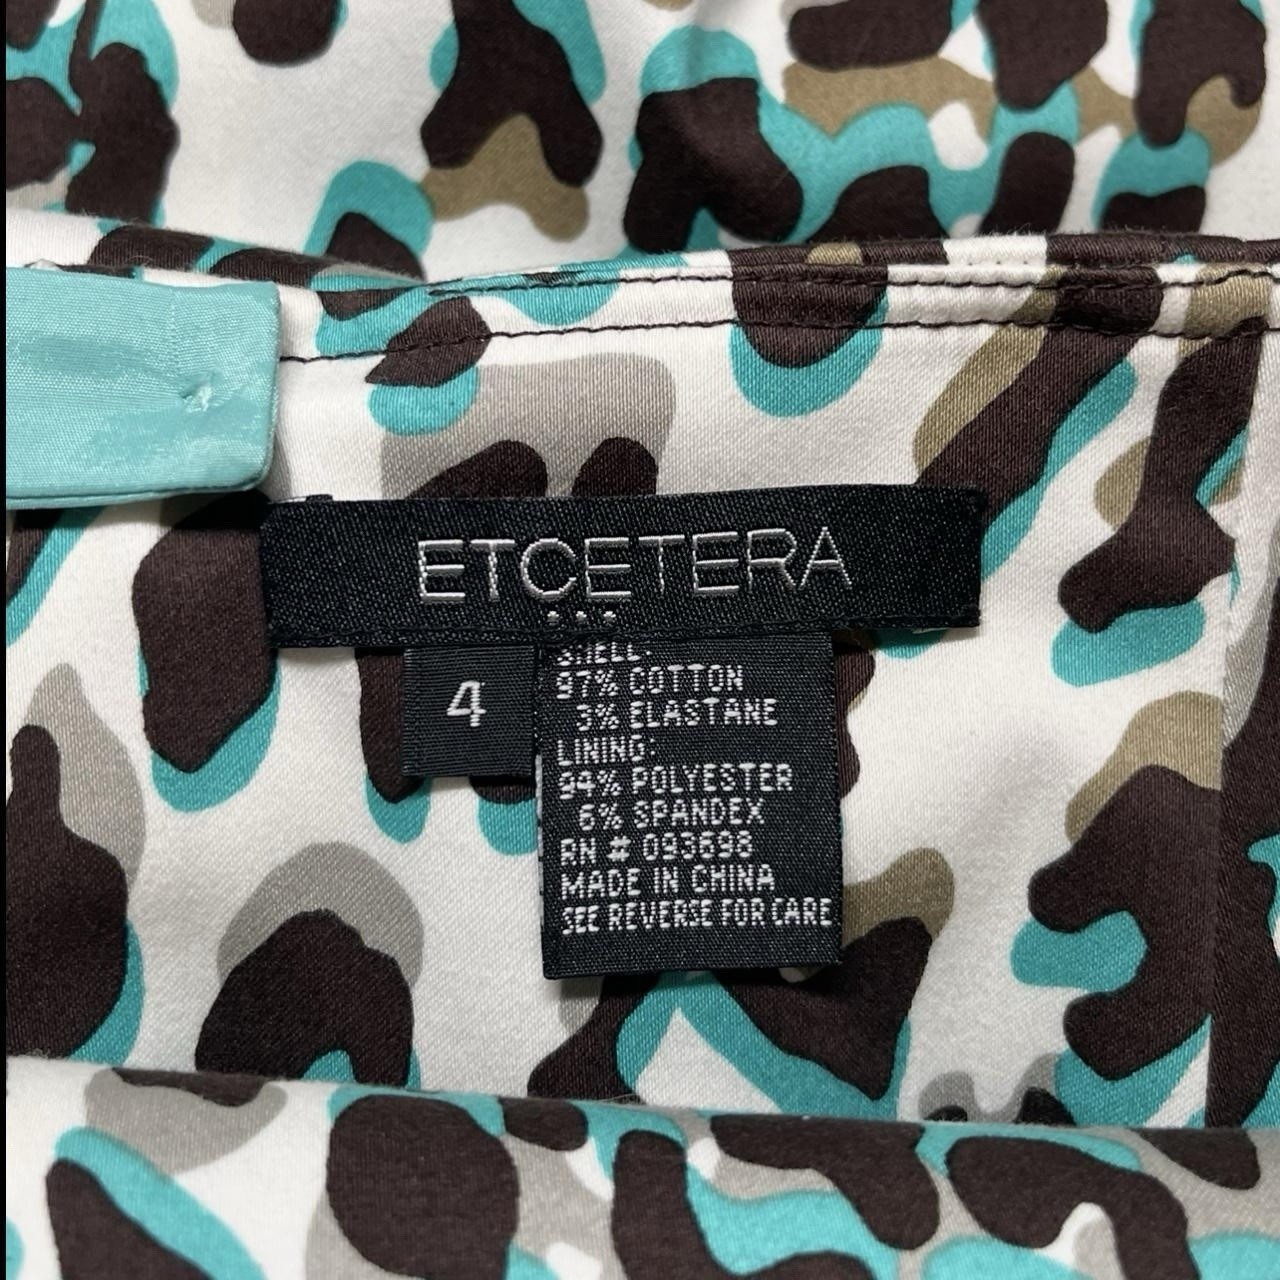 ETCETERA
...
4
SHELL:
97% COTTON
3% ELASTANE
LINING:
94% POLYESTER
6% SPANDEX
RN # 093698
MADE IN CHINA
SEE REVERSE FOR CARE